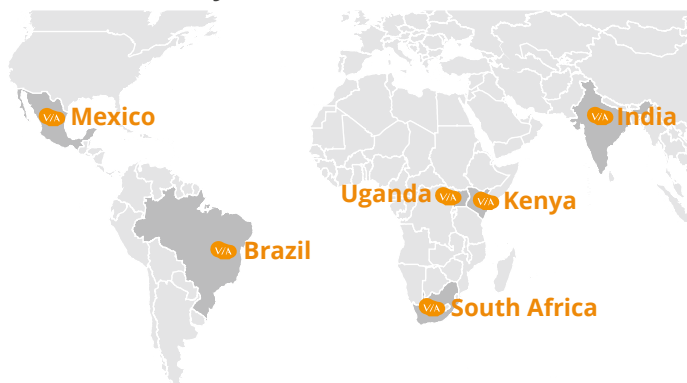 V/A Mexico
V/A India
Uganda V/A
V/A Kenya
V/A Brazil
V/A South Africa